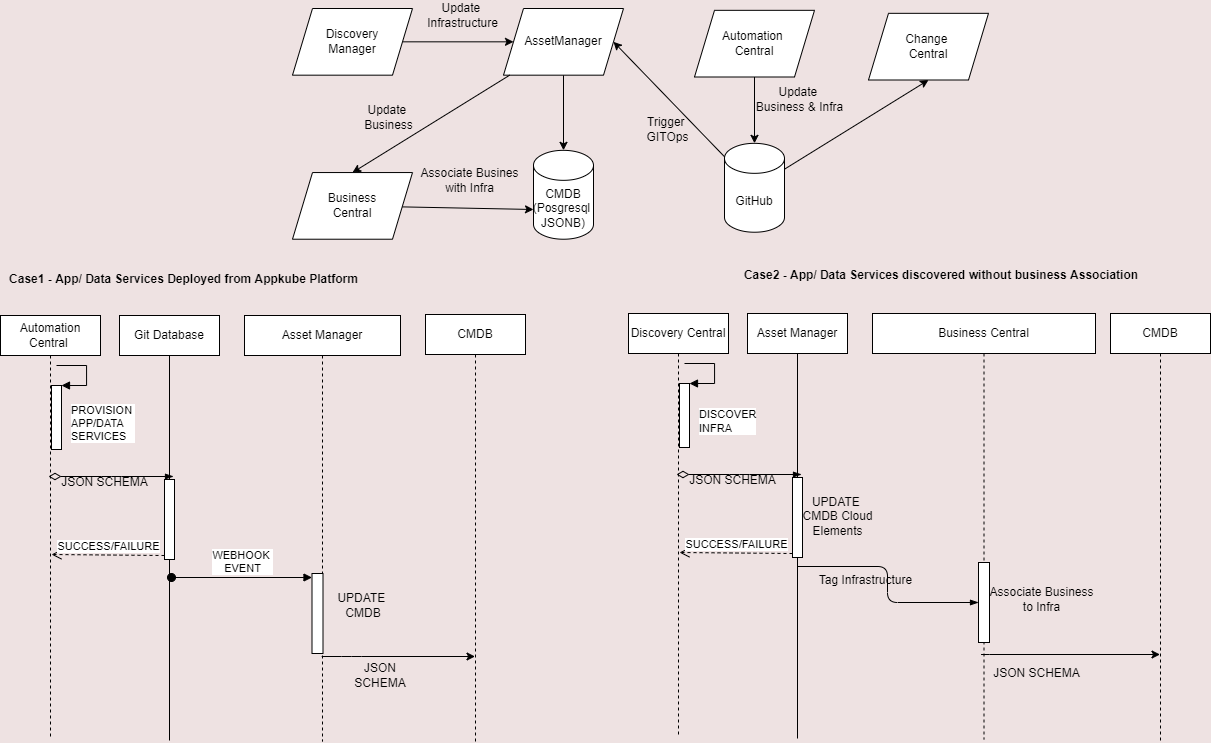 Update
Infrastructure
Discovery
Manager
AssetManager
Automation
Central
Change
Central
Update
Business
Update
Business & Infra
Trigger
GITOps
Associate Busines
with Infra
Business
Central
CMDB
(Posgresql
JSONB)
GitHub
Case1 - App/ Data Services Deployed from Appkube Platform
Case2 - App/ Data Services discovered without business Association
Automation
Central
Git Database
Asset Manager
CMDB
PROVISION
APP/DATA
SERVICES
JSON SCHEMA
SUCCESS/FAILURE
WEBHOOK
EVENT
UPDATE
CMDB
JSON
SCHEMA
Discovery Central
Asset Manager
Business Central
CMDB
DISCOVER
INFRA
JSON SCHEMA
UPDATE
CMDB Cloud
Elements
SUCCESS/FAILURE
Tag Infrastructure
Associate Business
to Infra
JSON SCHEMA